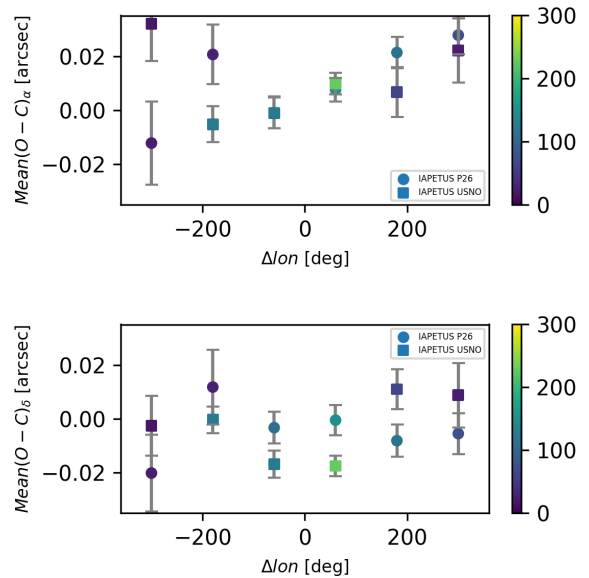 Mean(O − C)α [arcsec]
0.02
0.00
−0.02
IAPETUS P26
IAPETUS USNO
−200
0
200
Δlon [deg]
300
200
100
0
Mean(O − C)δ [arcsec]
0.02
0.00
−0.02
IAPETUS P26
IAPETUS USNO
−200
0
200
Δlon [deg]
300
200
100
0